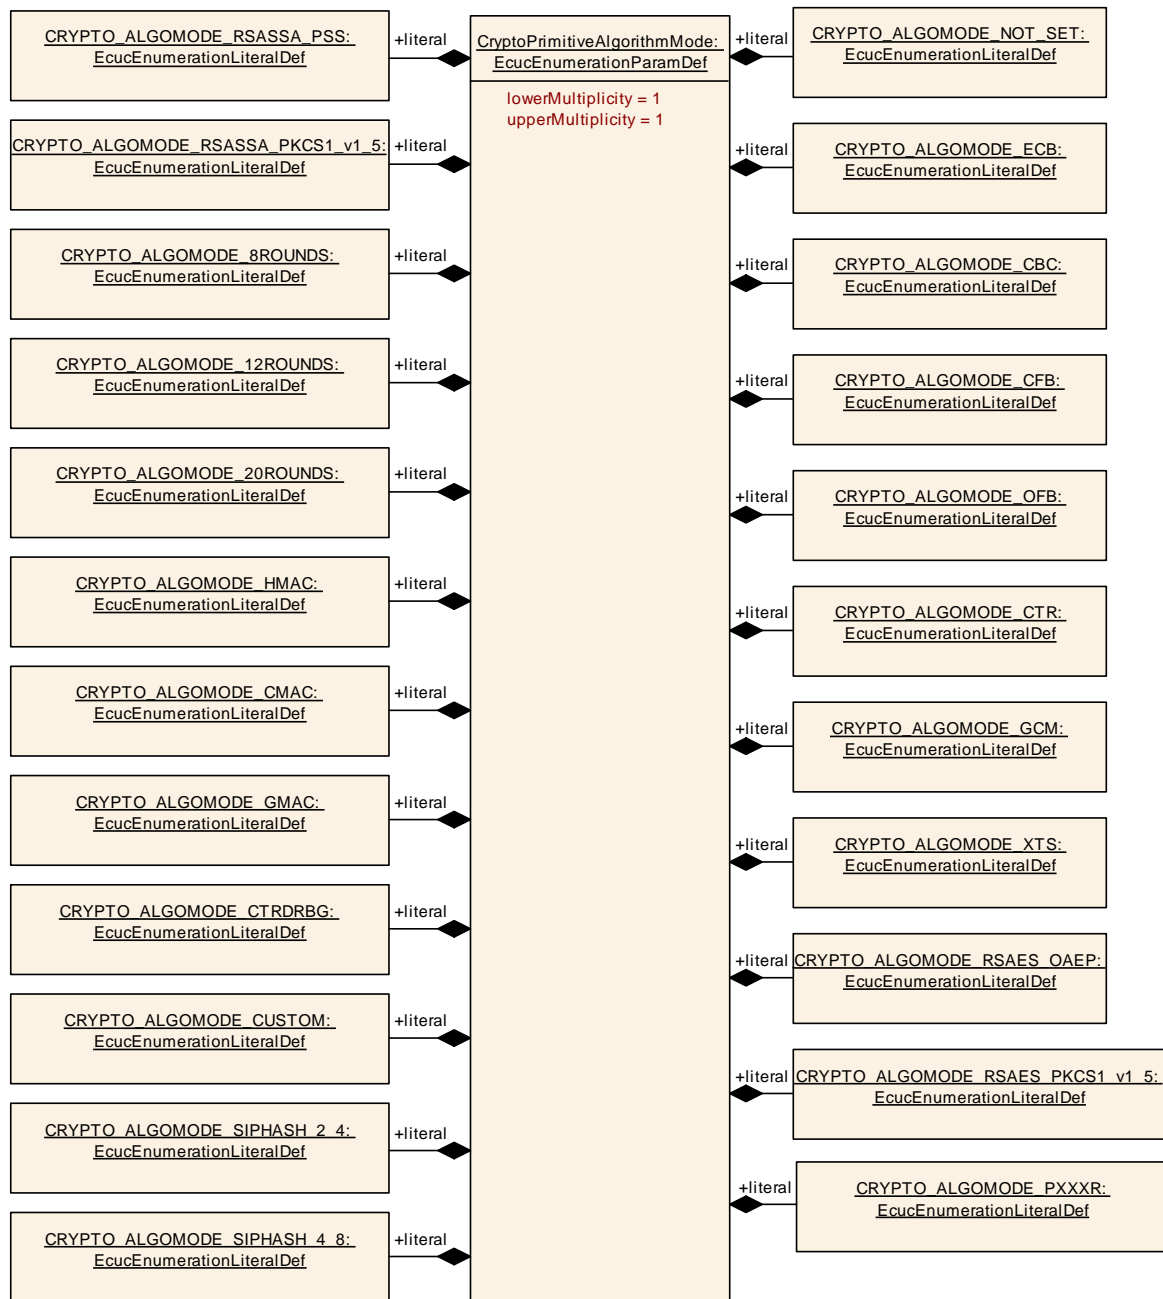 CRYPTO_ALGOMODE_RSASSA_PSS:
EcucEnumerationLiteralDef
+literal
CRYPTO_ALGOMODE_RSASSA_PKCS1_v1_5:
EcucEnumerationLiteralDef
+literal
CRYPTO_ALGOMODE_8ROUNDS:
EcucEnumerationLiteralDef
+literal
CRYPTO_ALGOMODE_12ROUNDS:
EcucEnumerationLiteralDef
+literal
CRYPTO_ALGOMODE_20ROUNDS:
EcucEnumerationLiteralDef
+literal
CRYPTO_ALGOMODE_HMAC:
EcucEnumerationLiteralDef
+literal
CRYPTO_ALGOMODE_CMAC:
EcucEnumerationLiteralDef
+literal
CRYPTO_ALGOMODE_GMAC:
EcucEnumerationLiteralDef
+literal
CRYPTO_ALGOMODE_CTRDRBG:
EcucEnumerationLiteralDef
+literal
CRYPTO_ALGOMODE_CUSTOM:
EcucEnumerationLiteralDef
+literal
CRYPTO_ALGOMODE_SIPHASH_2_4:
EcucEnumerationLiteralDef
+literal
CRYPTO_ALGOMODE_SIPHASH_4_8:
EcucEnumerationLiteralDef
+literal
CryptoPrimitiveAlgorithmMode:
EcucEnumerationParamDef
lowerMultiplicity = 1
upperMultiplicity = 1
+literal
CRYPTO_ALGOMODE_NOT_SET:
EcucEnumerationLiteralDef
+literal
CRYPTO_ALGOMODE_ECB:
EcucEnumerationLiteralDef
+literal
CRYPTO_ALGOMODE_CBC:
EcucEnumerationLiteralDef
+literal
CRYPTO_ALGOMODE_CFB:
EcucEnumerationLiteralDef
+literal
CRYPTO_ALGOMODE_OFB:
EcucEnumerationLiteralDef
+literal
CRYPTO_ALGOMODE_CTR:
EcucEnumerationLiteralDef
+literal
CRYPTO_ALGOMODE_GCM:
EcucEnumerationLiteralDef
+literal
CRYPTO_ALGOMODE_XTS:
EcucEnumerationLiteralDef
+literal
CRYPTO_ALGOMODE_RSAES_OAEP:
EcucEnumerationLiteralDef
+literal
CRYPTO_ALGOMODE_RSAES_PKCS1_v1_5:
EcucEnumerationLiteralDef
+literal
CRYPTO_ALGOMODE_PXXXR:
EcucEnumerationLiteralDef